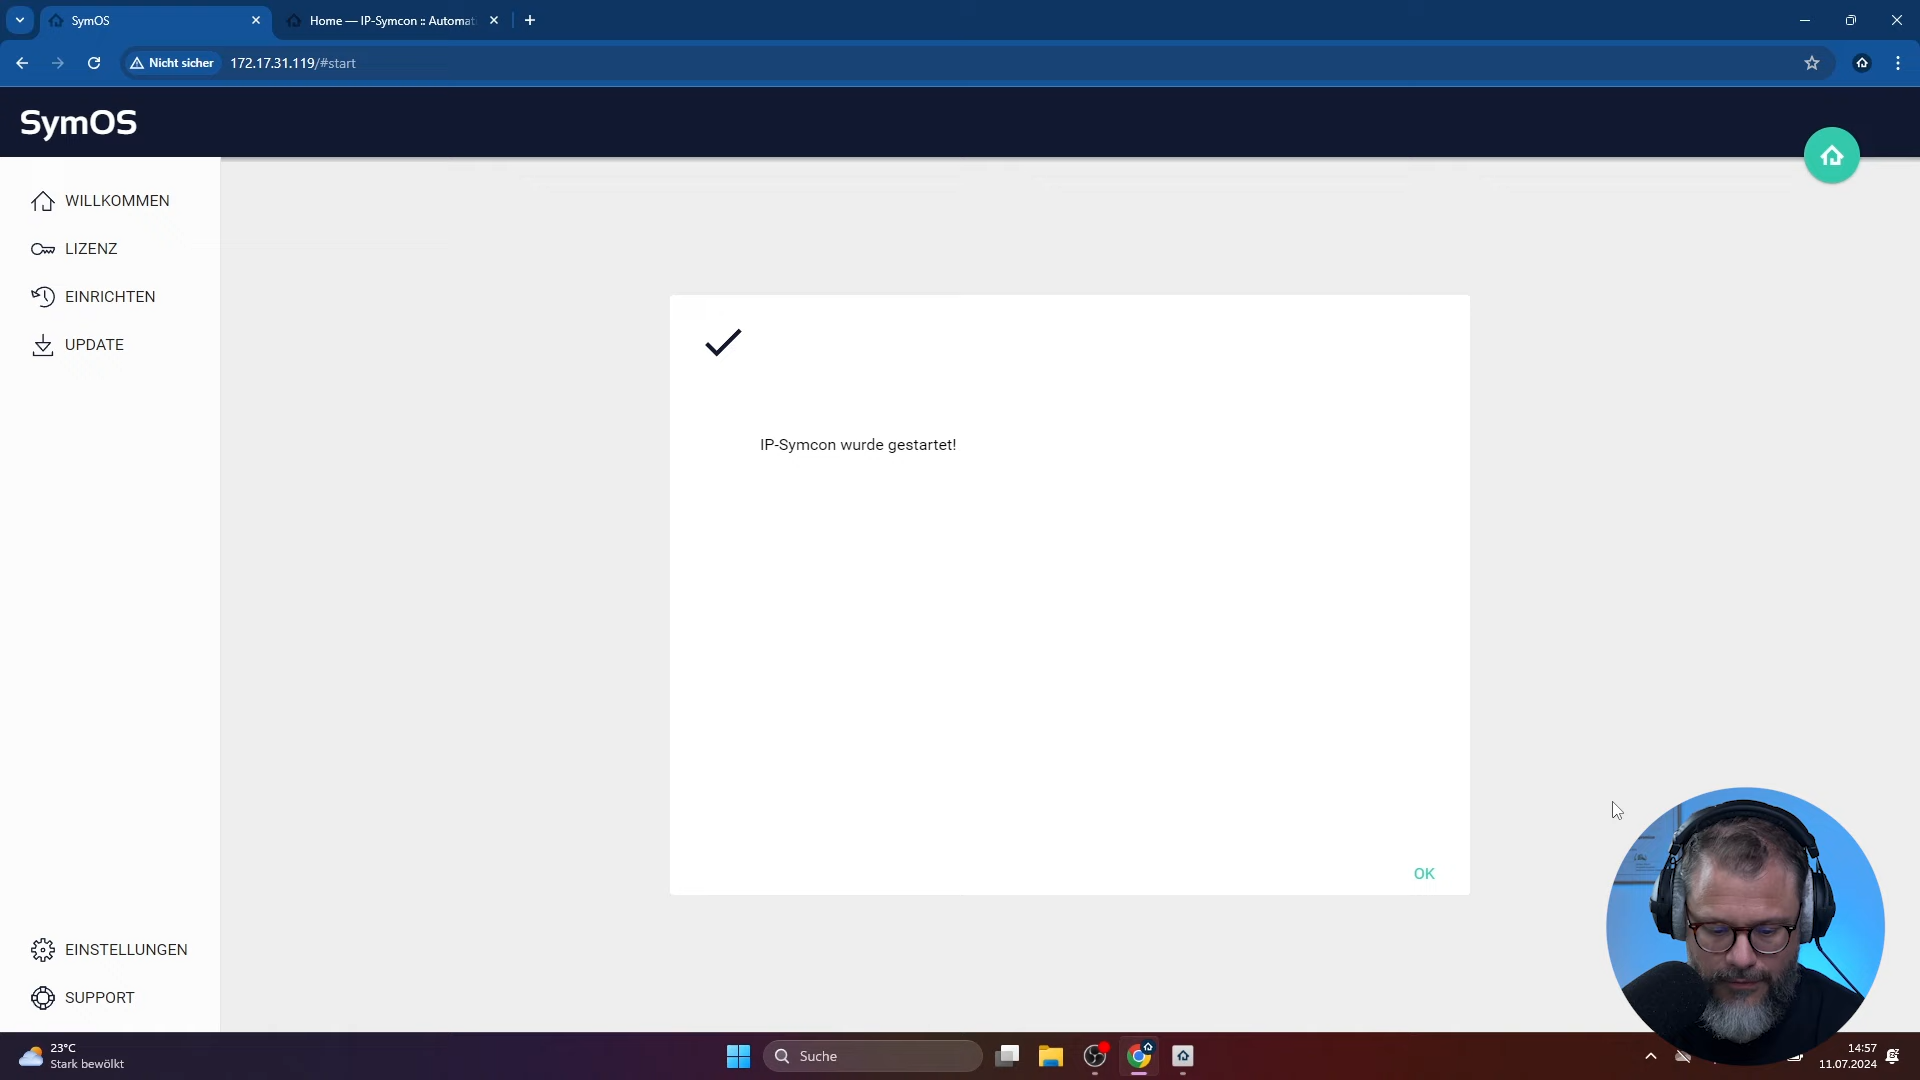 SymOS
Home — IP-Symcon :: Automat
Nicht sicher
172.17.31.119/#start
SymOS
WILLKOMMEN
LIZENZ
EINRICHTEN
UPDATE
IP-Symcon wurde gestartet!
OK
EINSTELLUNGEN
SUPPORT
23°C
Stark bewölkt
Suche
14:57
11.07.2024